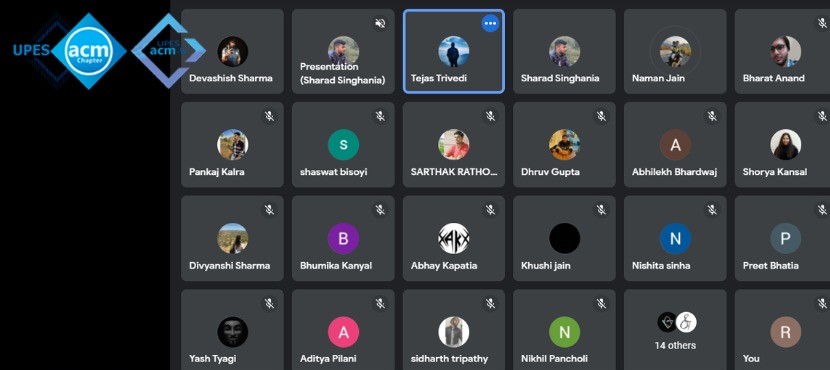 UPES
acm
Chapter
UPES
acm
Devashish Sharma
Presentation
(Sharad Singhania)
Tejas Trivedi
Sharad Singhania
Naman Jain
Bharat Anand
Pankaj Kalra
s
shaswat bisoyi
SARTHAK RATHO...
Dhruv Gupta
A
Abhilekh Bhardwaj
Shorya Kansal
Divyanshi Sharma
B
Bhumika Kanyal
Abhay Kapatia
Khushi jain
N
Nishita sinha
P
Preet Bhatia
Yash Tyagi
A
Aditya Pilani
sidharth tripathy
N
Nikhil Pancholi
14 others
R
You